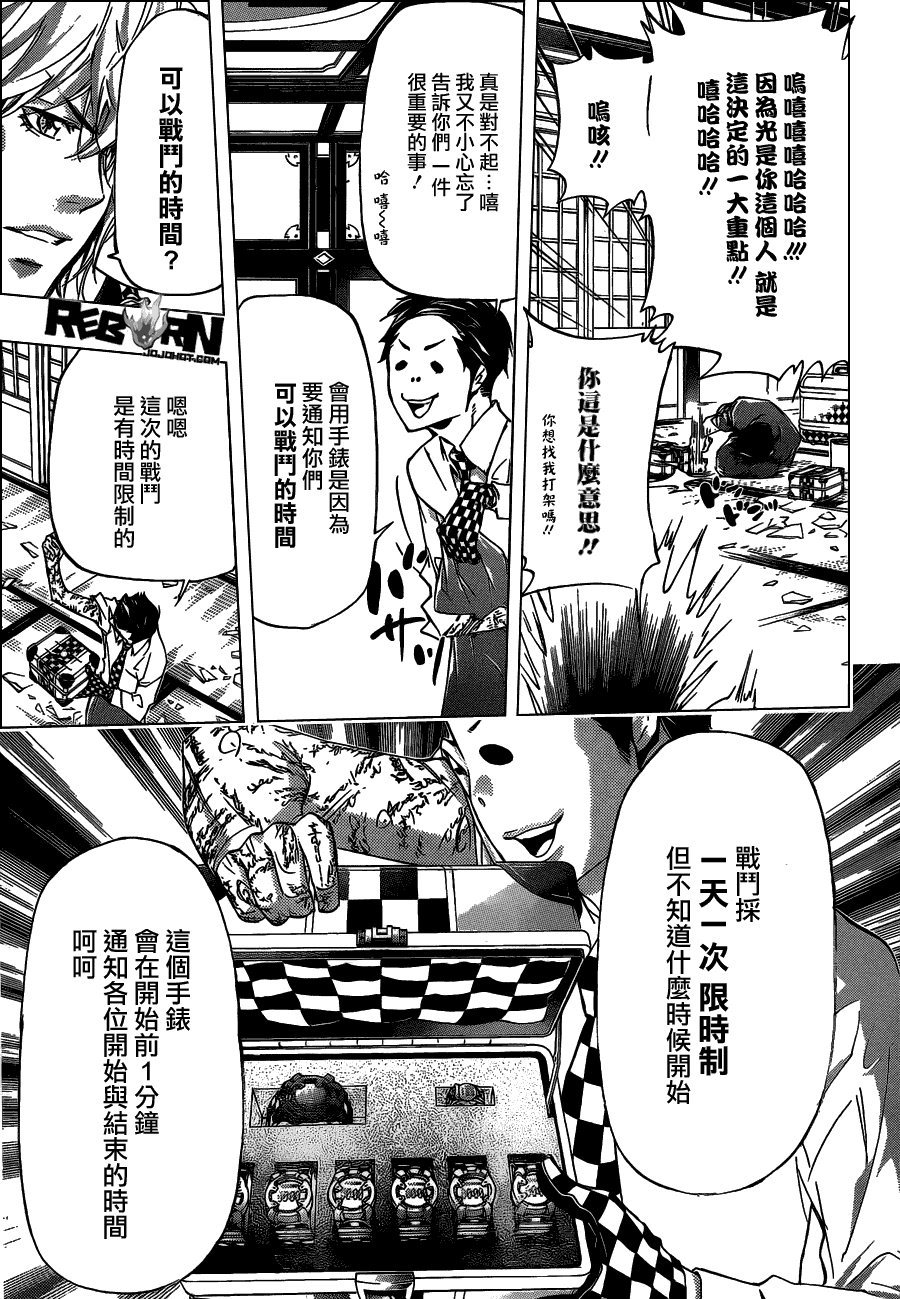 嗚嘻嘻嘻哈哈哈!!!
因為光是你這個人 就是
這決定的一大重點!!
嘻哈哈哈!!
嗚咳!!
你這是什麼意思!!
你想找我打架嗎!!
真是對不起…嘻
我又不小心忘了
告訴你們一件
很重要的事!
哈 嘻~嘻
會用手錶是因為
要通知你們
可以戰鬥的時間
可以戰鬥的時間?
REBORN
JOJOHOT.COM
嗯嗯
這次的戰鬥
是有時間限制的
戰鬥採
一天一次 限時制
但不知道什麼時候開始
這個手錶
會在開始前1分鐘
通知各位開始與結束的時間
呵呵